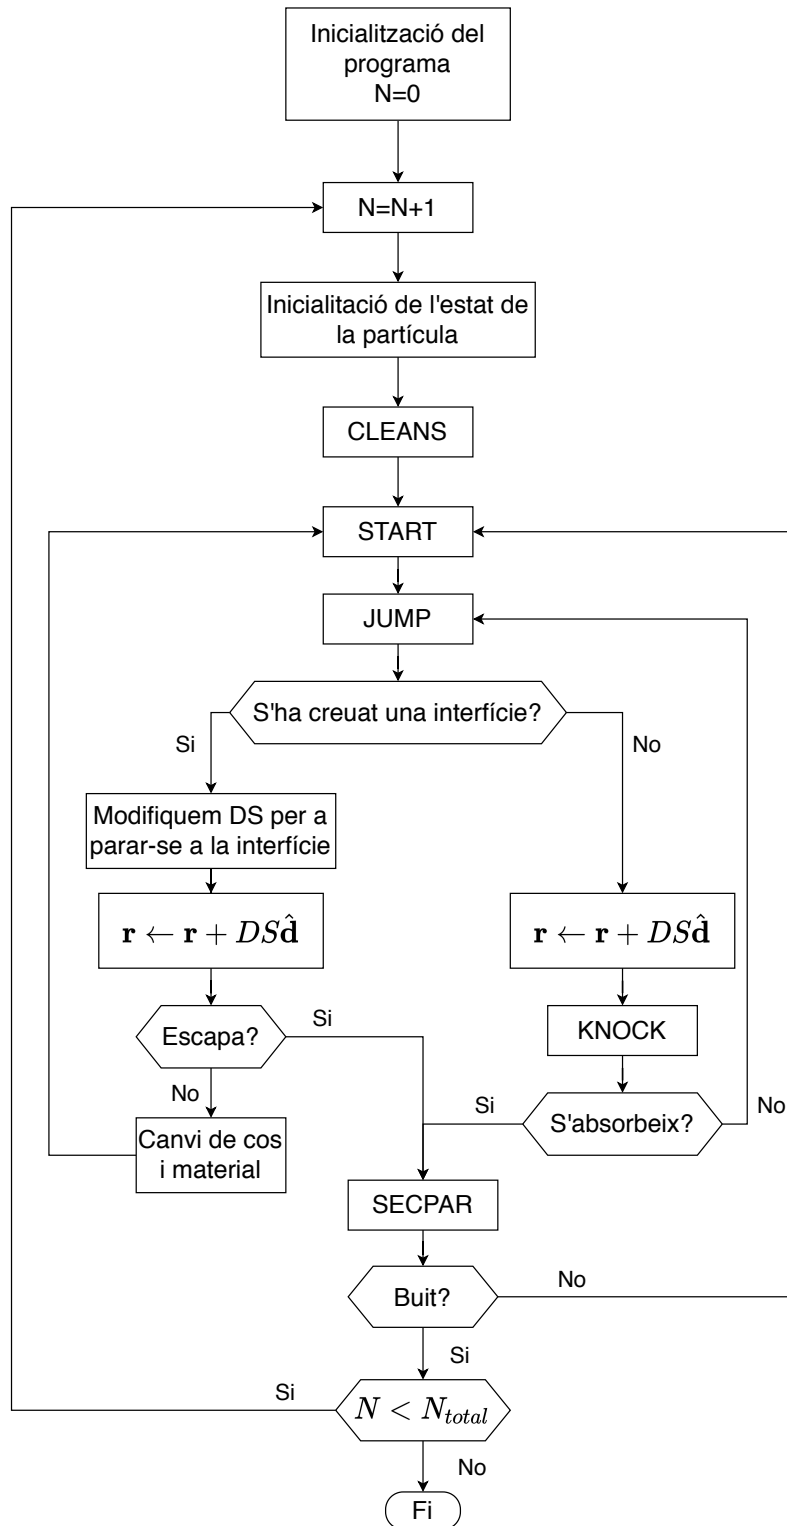 Inicialització del
programa
N=0
N=N+1
Inicialitació de l'estat de
la partícula
CLEANS
START
JUMP
S'ha creuat una interfície?
Si
No
Modifiquem DS per a
parar-se a la interfície
r ← r + DSd̂
r ← r + DSd̂
Escapa?
Si
KNOCK
No
Si
S'absorbeix?
No
Canvi de cos
i material
SECPAR
Buit?
No
Si
Si
N < N_total
No
Fi